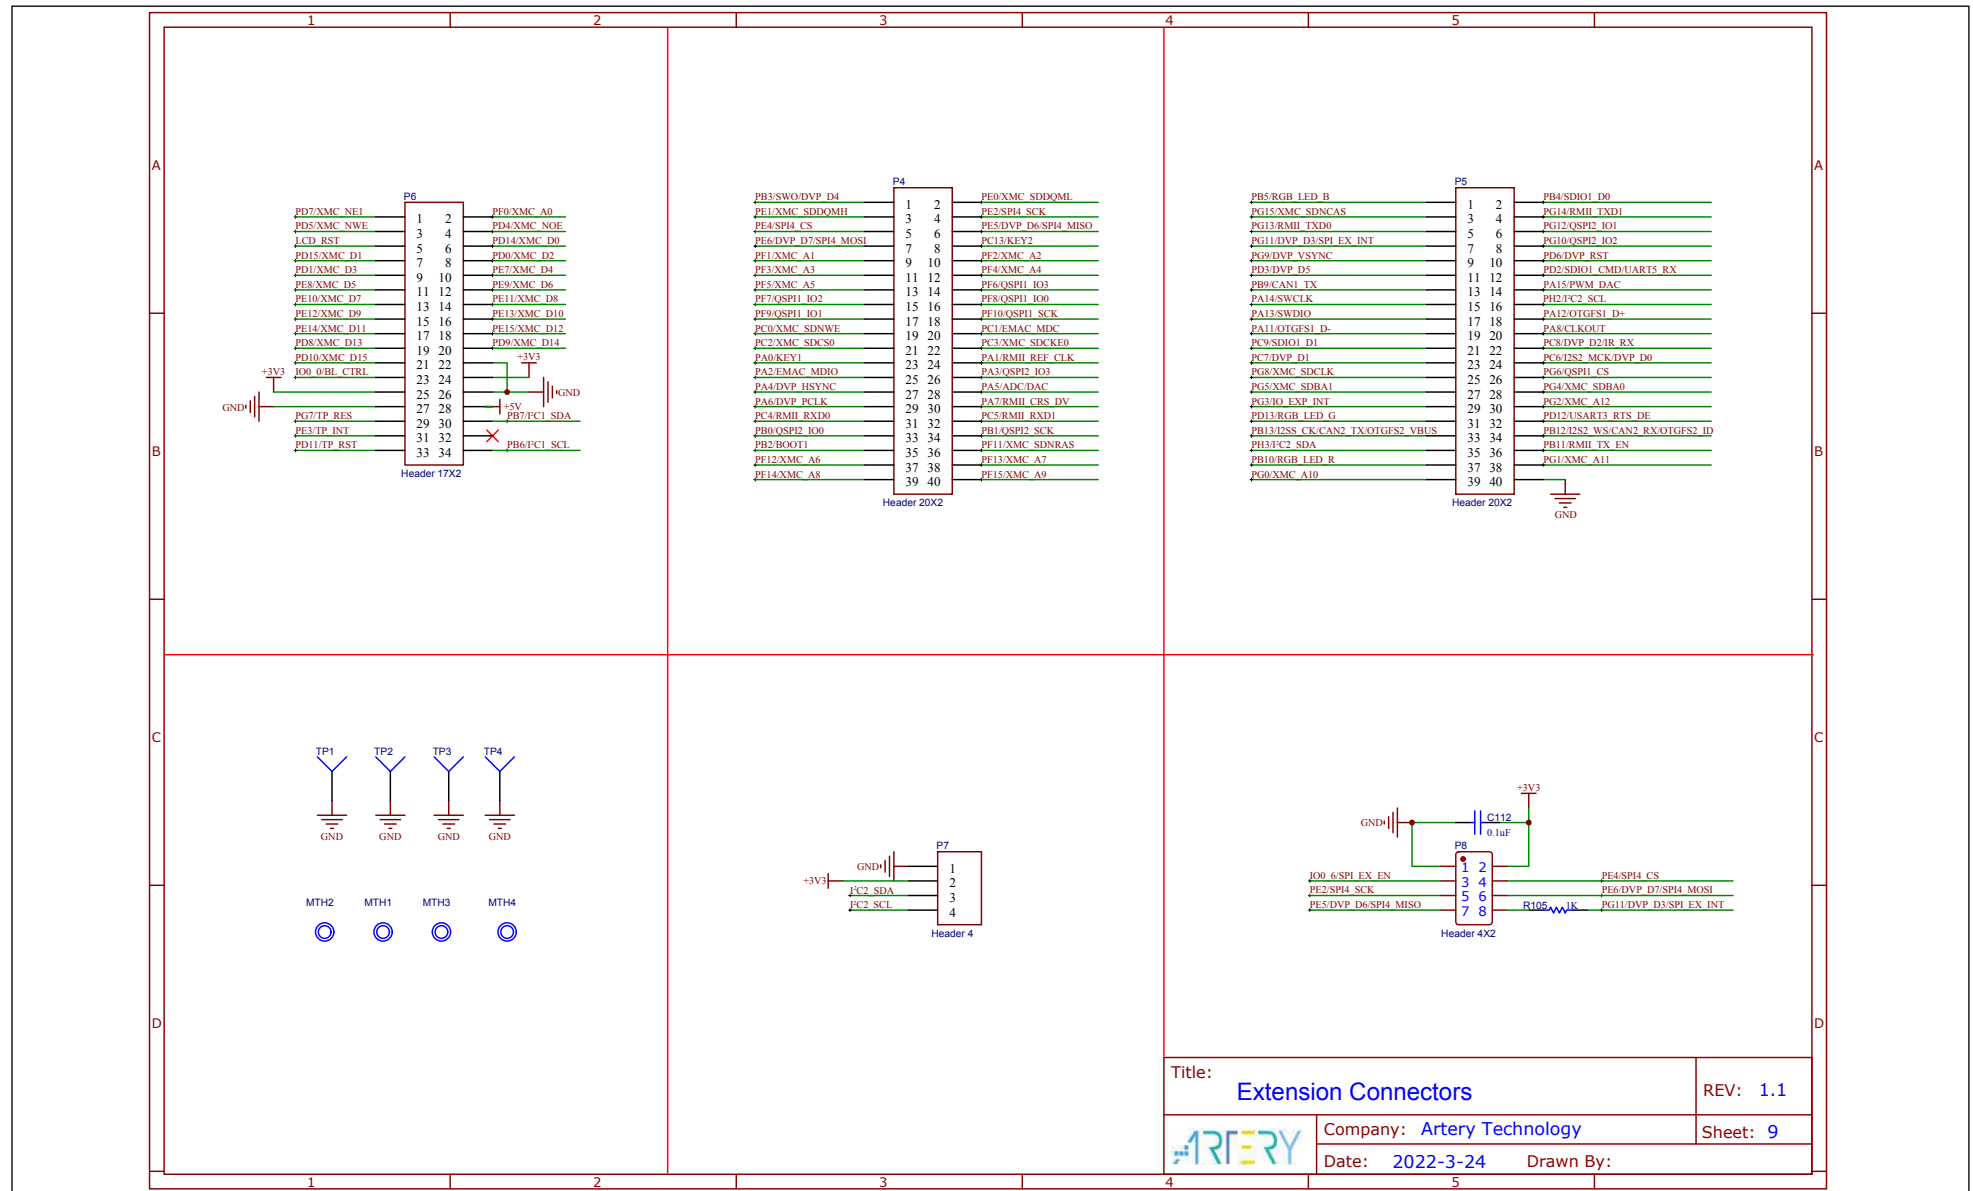 1 2 3 4 5
A A
B B
C C
D D
P6
PD7/XMC_NE1 1 2 PF0/XMC_A0
PD5/XMC_NWE 3 4 PD4/XMC_NOE
LCD_RST 5 6 PD14/XMC_D0
PD15/XMC_D1 7 8 PD0/XMC_D2
PD1/XMC_D3 9 10 PE7/XMC_D4
PE8/XMC_D5 11 12 PE9/XMC_D6
PE10/XMC_D7 13 14 PE11/XMC_D8
PE12/XMC_D9 15 16 PE13/XMC_D10
PE14/XMC_D11 17 18 PE15/XMC_D12
PD8/XMC_D13 19 20 PD9/XMC_D14
PD10/XMC_D15 21 22 +3V3
+3V3 IO0_0/BL_CTRL 23 24
25 26 GND
GND 27 28 +5V
PG7/TP_RES 29 30 PB7/I²C1_SDA
PE3/TP_INT 31 32
PD11/TP_RST 33 34 PB6/I²C1_SCL
Header 17X2
P4
PB3/SWO/DVP_D4 1 2 PE0/XMC_SDDQML
PE1/XMC_SDDQMH 3 4 PE2/SPI4_SCK
PE4/SPI4_CS 5 6 PE5/DVP_D6/SPI4_MISO
PE6/DVP_D7/SPI4_MOSI 7 8 PC13/KEY2
PF1/XMC_A1 9 10 PF2/XMC_A2
PF3/XMC_A3 11 12 PF4/XMC_A4
PF5/XMC_A5 13 14 PF6/QSPI1_IO3
PF7/QSPI1_IO2 15 16 PF8/QSPI1_IO0
PF9/QSPI1_IO1 17 18 PF10/QSPI1_SCK
PC0/XMC_SDNWE 19 20 PC1/EMAC_MDC
PC2/XMC_SDCS0 21 22 PC3/XMC_SDCKE0
PA0/KEY1 23 24 PA1/RMII_REF_CLK
PA2/EMAC_MDIO 25 26 PA3/QSPI2_IO3
PA4/DVP_HSYNC 27 28 PA5/ADC/DAC
PA6/DVP_PCLK 29 30 PA7/RMII_CRS_DV
PC4/RMII_RXD0 31 32 PC5/RMII_RXD1
PB0/QSPI2_IO0 33 34 PB1/QSPI2_SCK
PB2/BOOT1 35 36 PF11/XMC_SDNRAS
PF12/XMC_A6 37 38 PF13/XMC_A7
PF14/XMC_A8 39 40 PF15/XMC_A9
Header 20X2
P5
PB5/RGB_LED_B 1 2 PB4/SDIO1_D0
PG15/XMC_SDNCAS 3 4 PG14/RMII_TXD1
PG13/RMII_TXD0 5 6 PG12/QSPI2_IO1
PG11/DVP_D3/SPI_EX_INT 7 8 PG10/QSPI2_IO2
PG9/DVP_VSYNC 9 10 PD6/DVP_RST
PD3/DVP_D5 11 12 PD2/SDIO1_CMD/UART5_RX
PB9/CAN1_TX 13 14 PA15/PWM_DAC
PA14/SWCLK 15 16 PH2/I²C2_SCL
PA13/SWDIO 17 18 PA12/OTGFS1_D+
PA11/OTGFS1_D- 19 20 PA8/CLKOUT
PC9/SDIO1_D1 21 22 PC8/DVP_D2/IR_RX
PC7/DVP_D1 23 24 PC6/I2S2_MCK/DVP_D0
PG8/XMC_SDCLK 25 26 PG6/QSPI1_CS
PG5/XMC_SDBA1 27 28 PG4/XMC_SDBA0
PG3/IO_EXP_INT 29 30 PG2/XMC_A12
PD13/RGB_LED_G 31 32 PD12/USART3_RTS_DE
PB13/I2SS_CK/CAN2_TX/OTGFS2_VBUS 33 34 PB12/I2S2_WS/CAN2_RX/OTGFS2_ID
PH3/I²C2_SDA 35 36 PB11/RMII_TX_EN
PB10/RGB_LED_R 37 38 PG1/XMC_A11
PG0/XMC_A10 39 40
Header 20X2
GND
TP1 TP2 TP3 TP4
GND GND GND GND
MTH2 MTH1 MTH3 MTH4
P7
GND 1
+3V3 2
I²C2_SDA 3
I²C2_SCL 4
Header 4
+3V3
GND C112
0.1uF
P8
1 2
IO0_6/SPI_EX_EN 3 4 PE4/SPI4_CS
PE2/SPI4_SCK 5 6 PE6/DVP_D7/SPI4_MOSI
PE5/DVP_D6/SPI4_MISO 7 8 R105 1K PG11/DVP_D3/SPI_EX_INT
Header 4X2
Title:
Extension Connectors
REV: 1.1
ARTERY
Company: Artery Technology
Sheet: 9
Date: 2022-3-24 Drawn By:
1 2 3 4 5